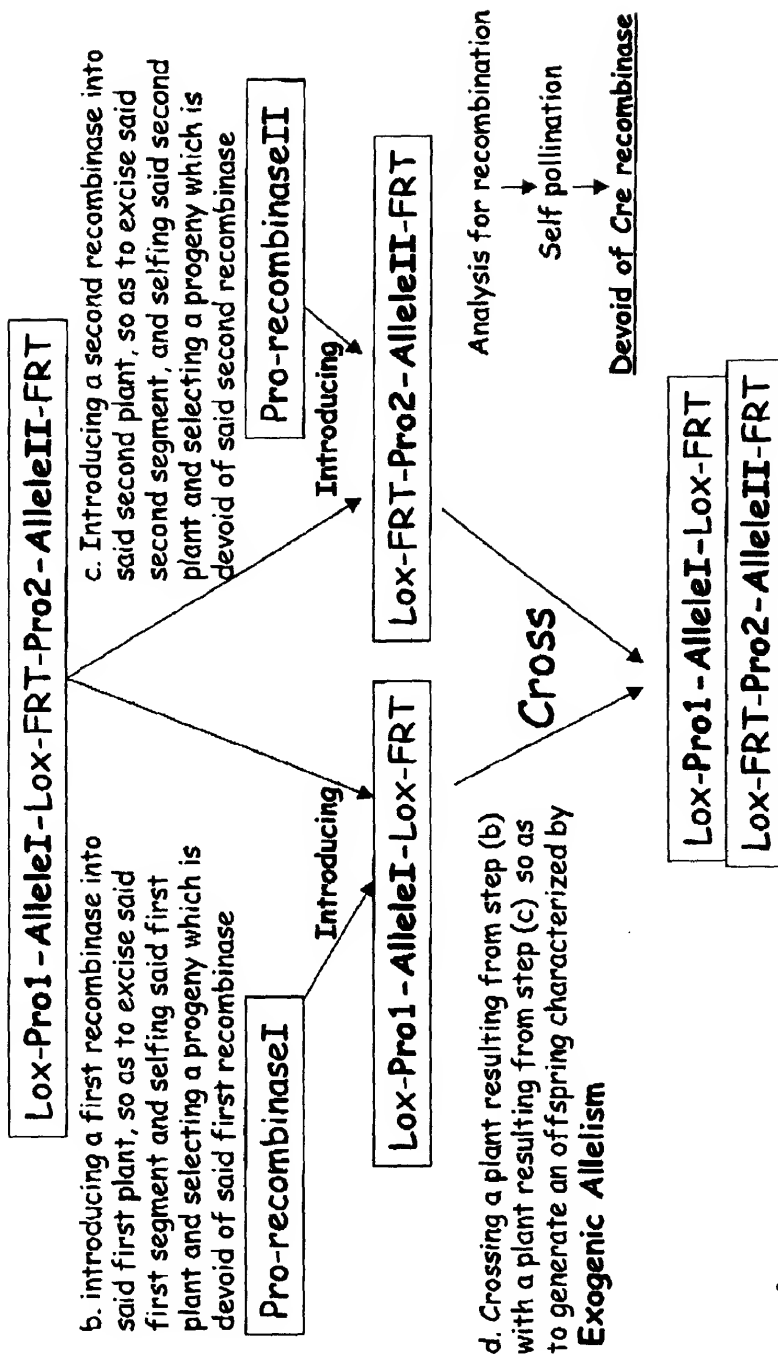 Lox-Pro1-AlleleI-Lox-FRT-Pro2-AlleleII-FRT
b. introducing a first recombinase into
said first plant, so as to excise said
first segment and selfing said first
plant and selecting a progeny which is
devoid of said first recombinase
c. Introducing a second recombinase into
said second plant, so as to excise said
second segment, and selfing said second
plant and selecting a progeny which is
devoid of said second recombinase
Pro-recombinaseI
Introducing
Introducing
Pro-recombinaseII
Lox-Pro1-AlleleI-Lox-FRT
Lox-FRT-Pro2-AlleleII-FRT
d. Crossing a plant resulting from step (b)
with a plant resulting from step (c) so as
to generate an offspring characterized by
Exogenic Allelism
Cross
Analysis for recombination
Self pollination
Devoid of Cre recombinase
Lox-Pro1-AlleleI-Lox-FRT
Lox-FRT-Pro2-AlleleII-FRT